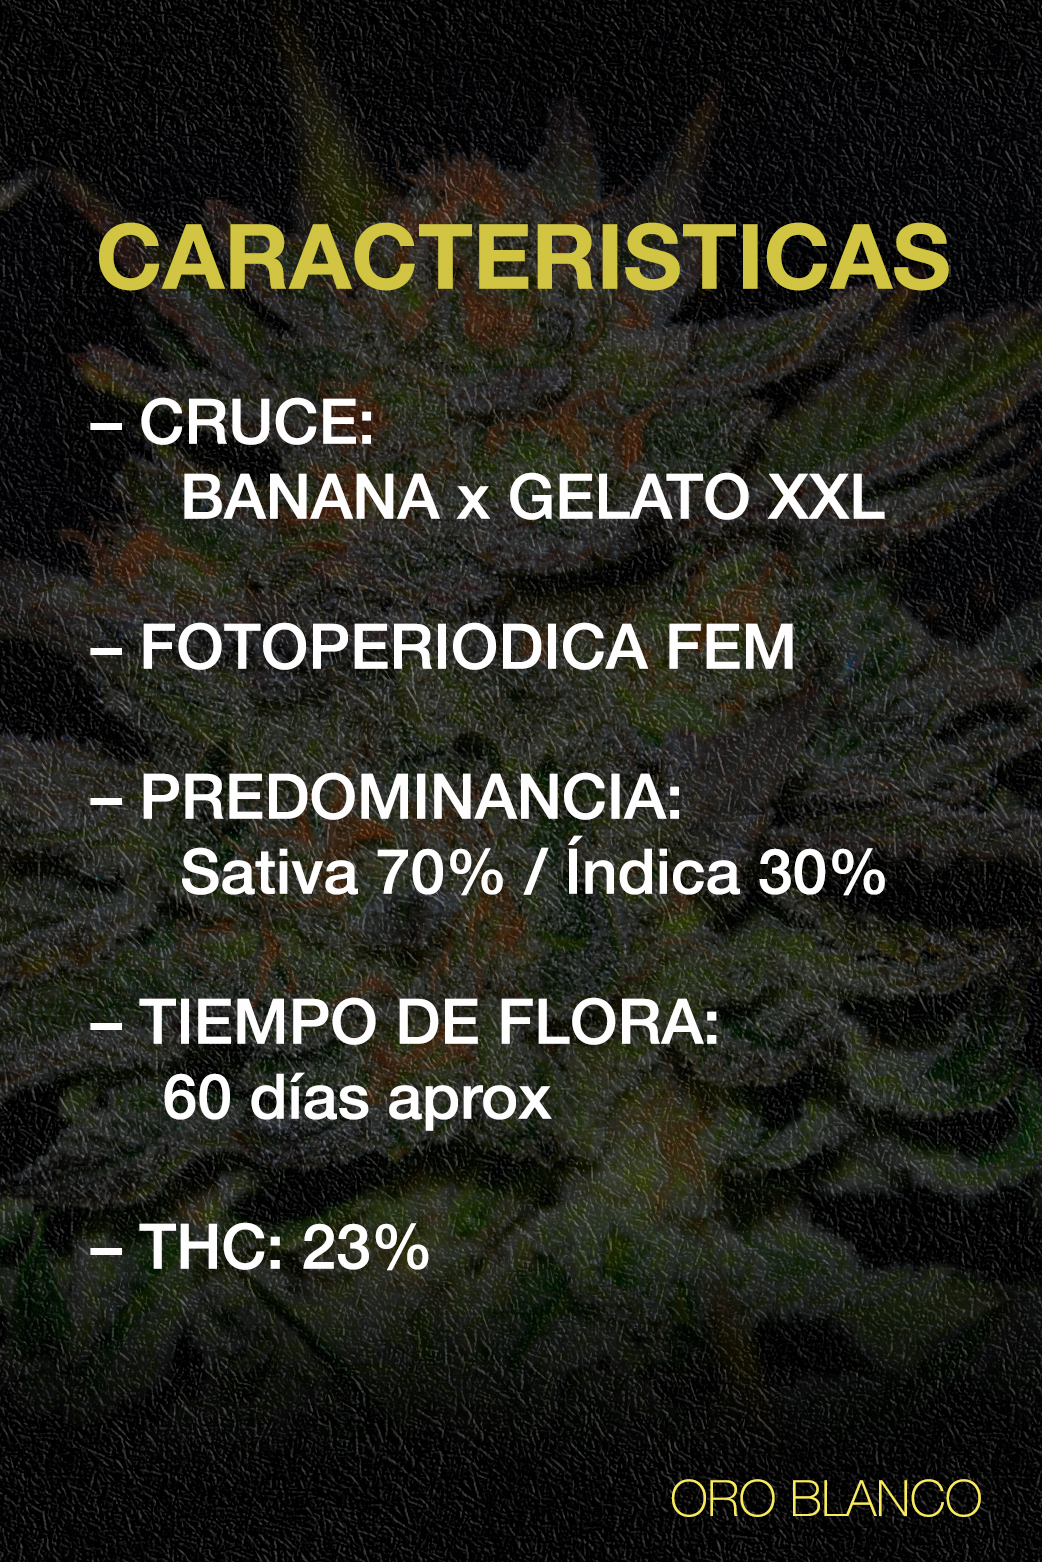 CARACTERISTICAS
– CRUCE:
BANANA x GELATO XXL
– FOTOPERIODICA FEM
– PREDOMINANCIA:
Sativa 70% / Índica 30%
– TIEMPO DE FLORA:
60 días aprox
– THC: 23%
ORO BLANCO